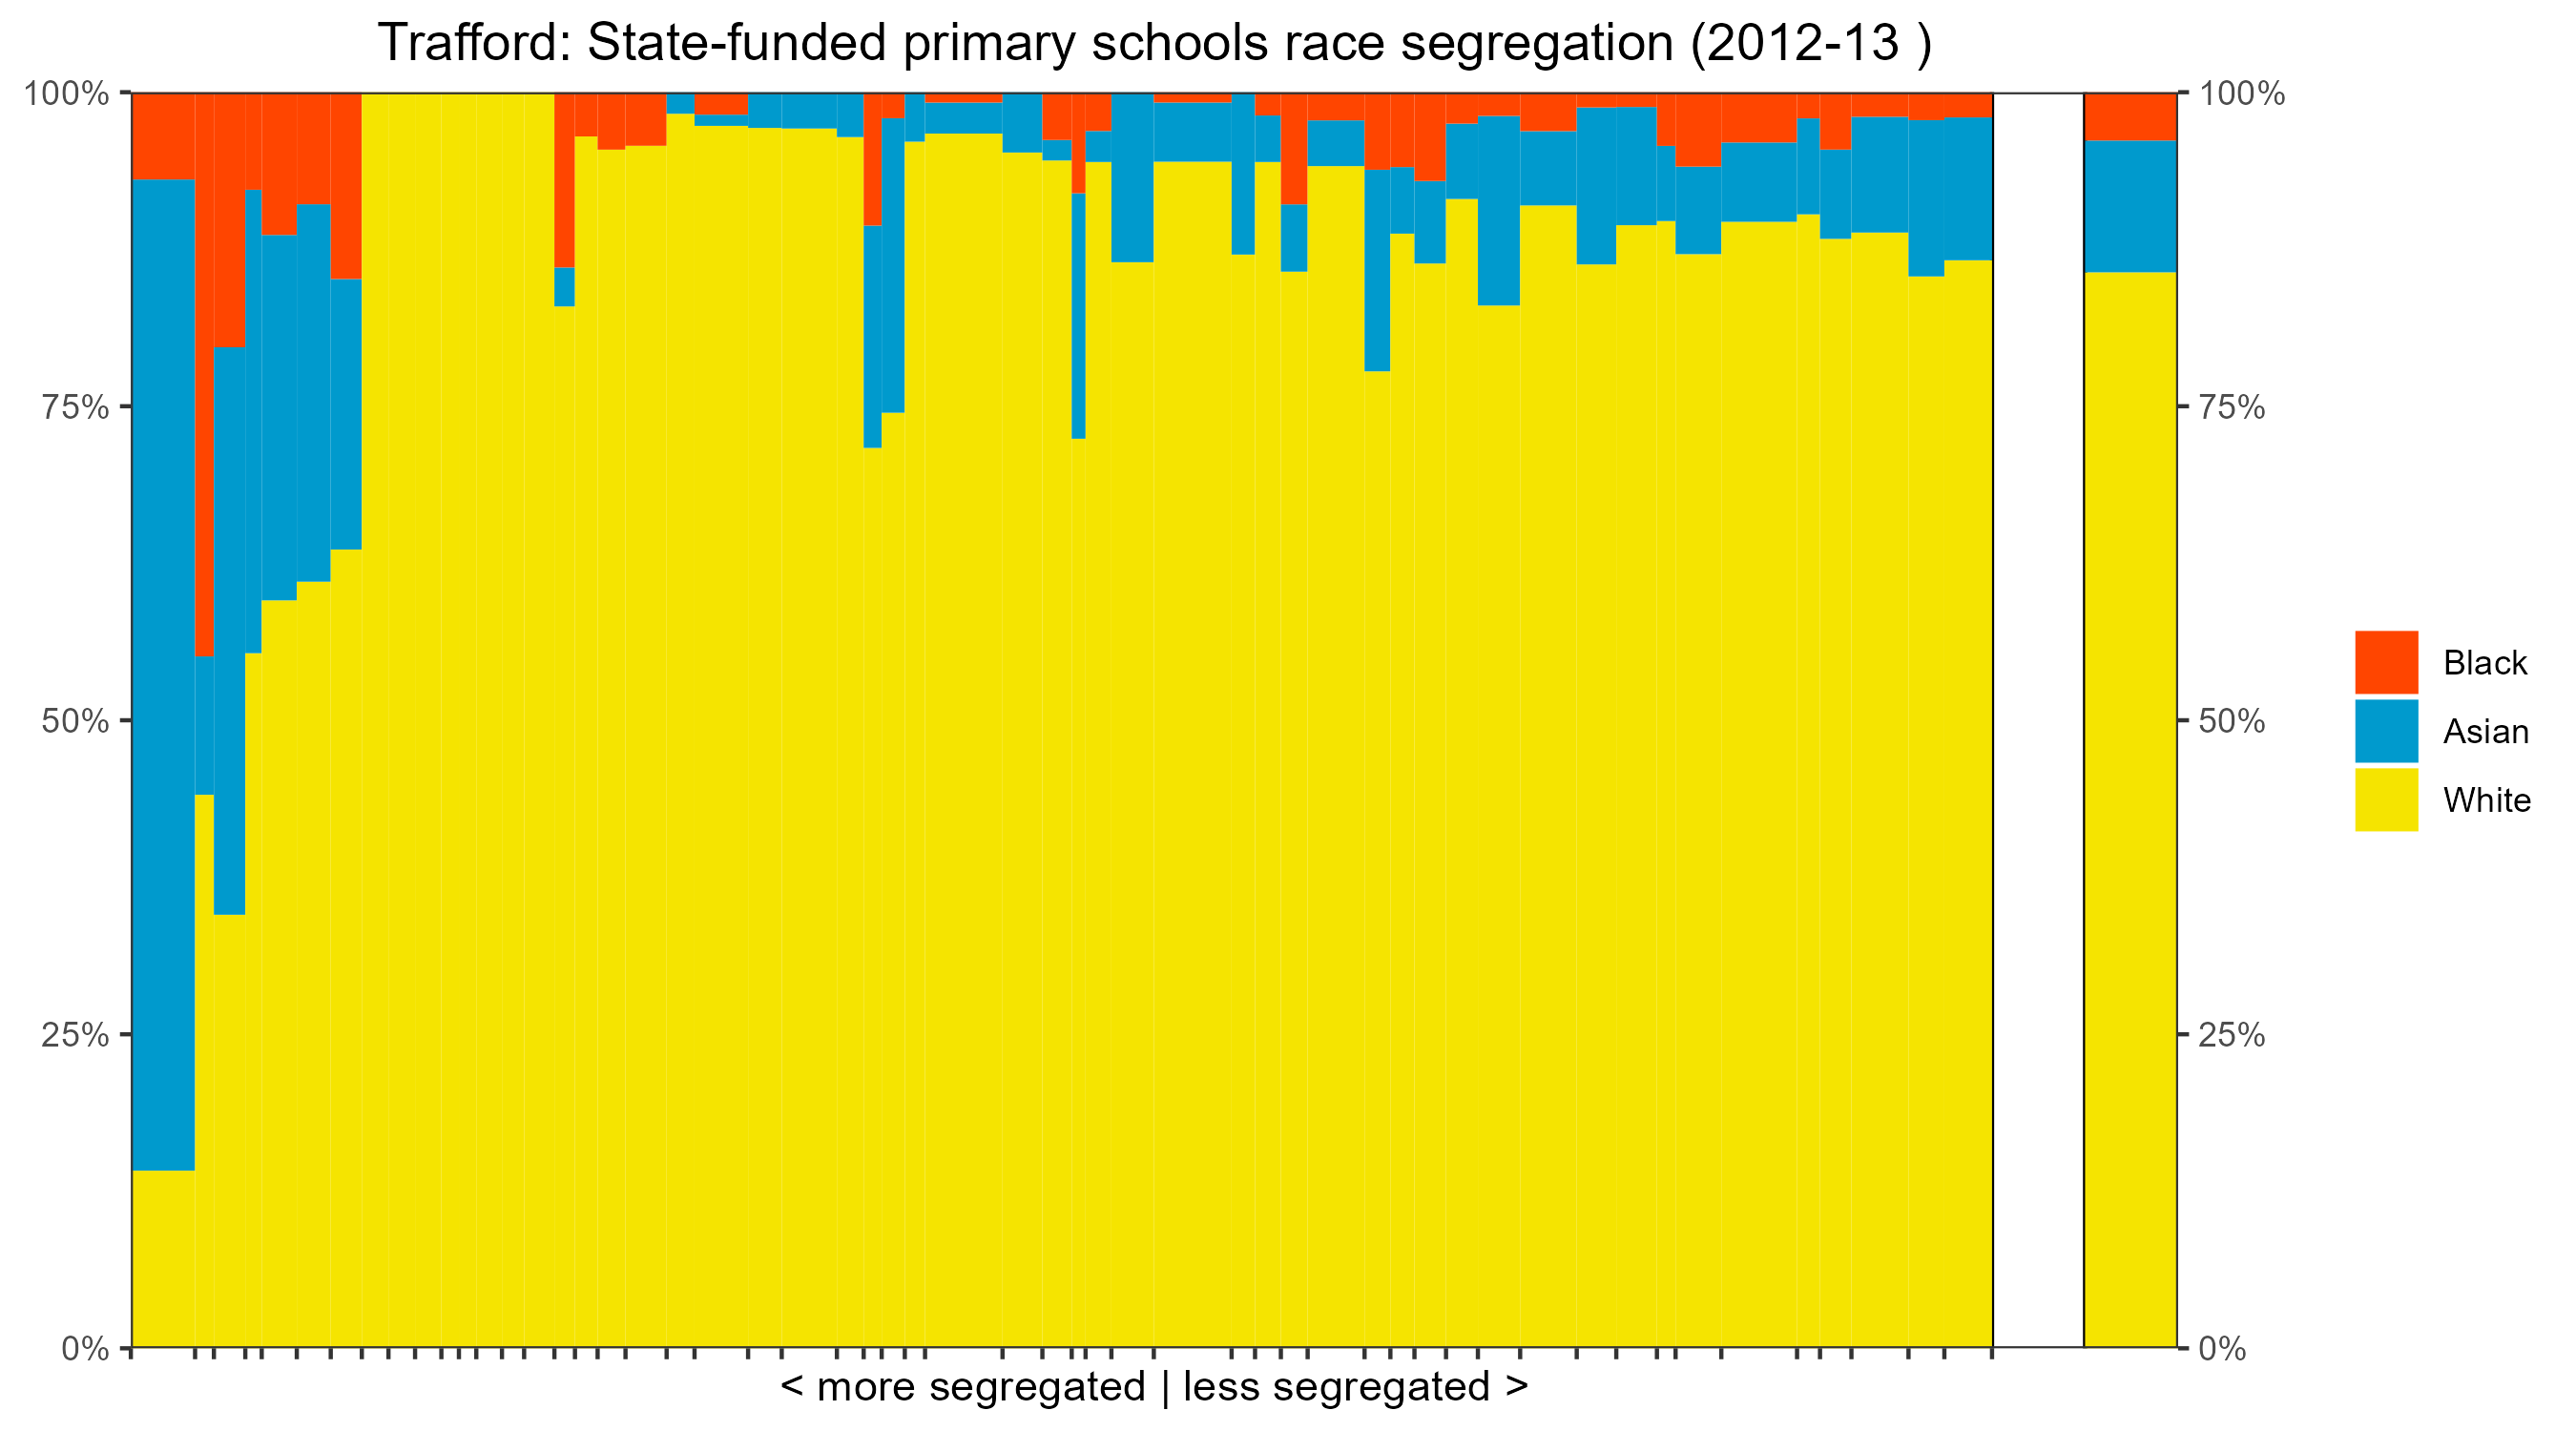 Trafford: State-funded primary schools race segregation (2012-13 )
100%
75%
50%
25%
0%
100%
75%
50%
25%
0%
Black
Asian
White
< more segregated | less segregated >